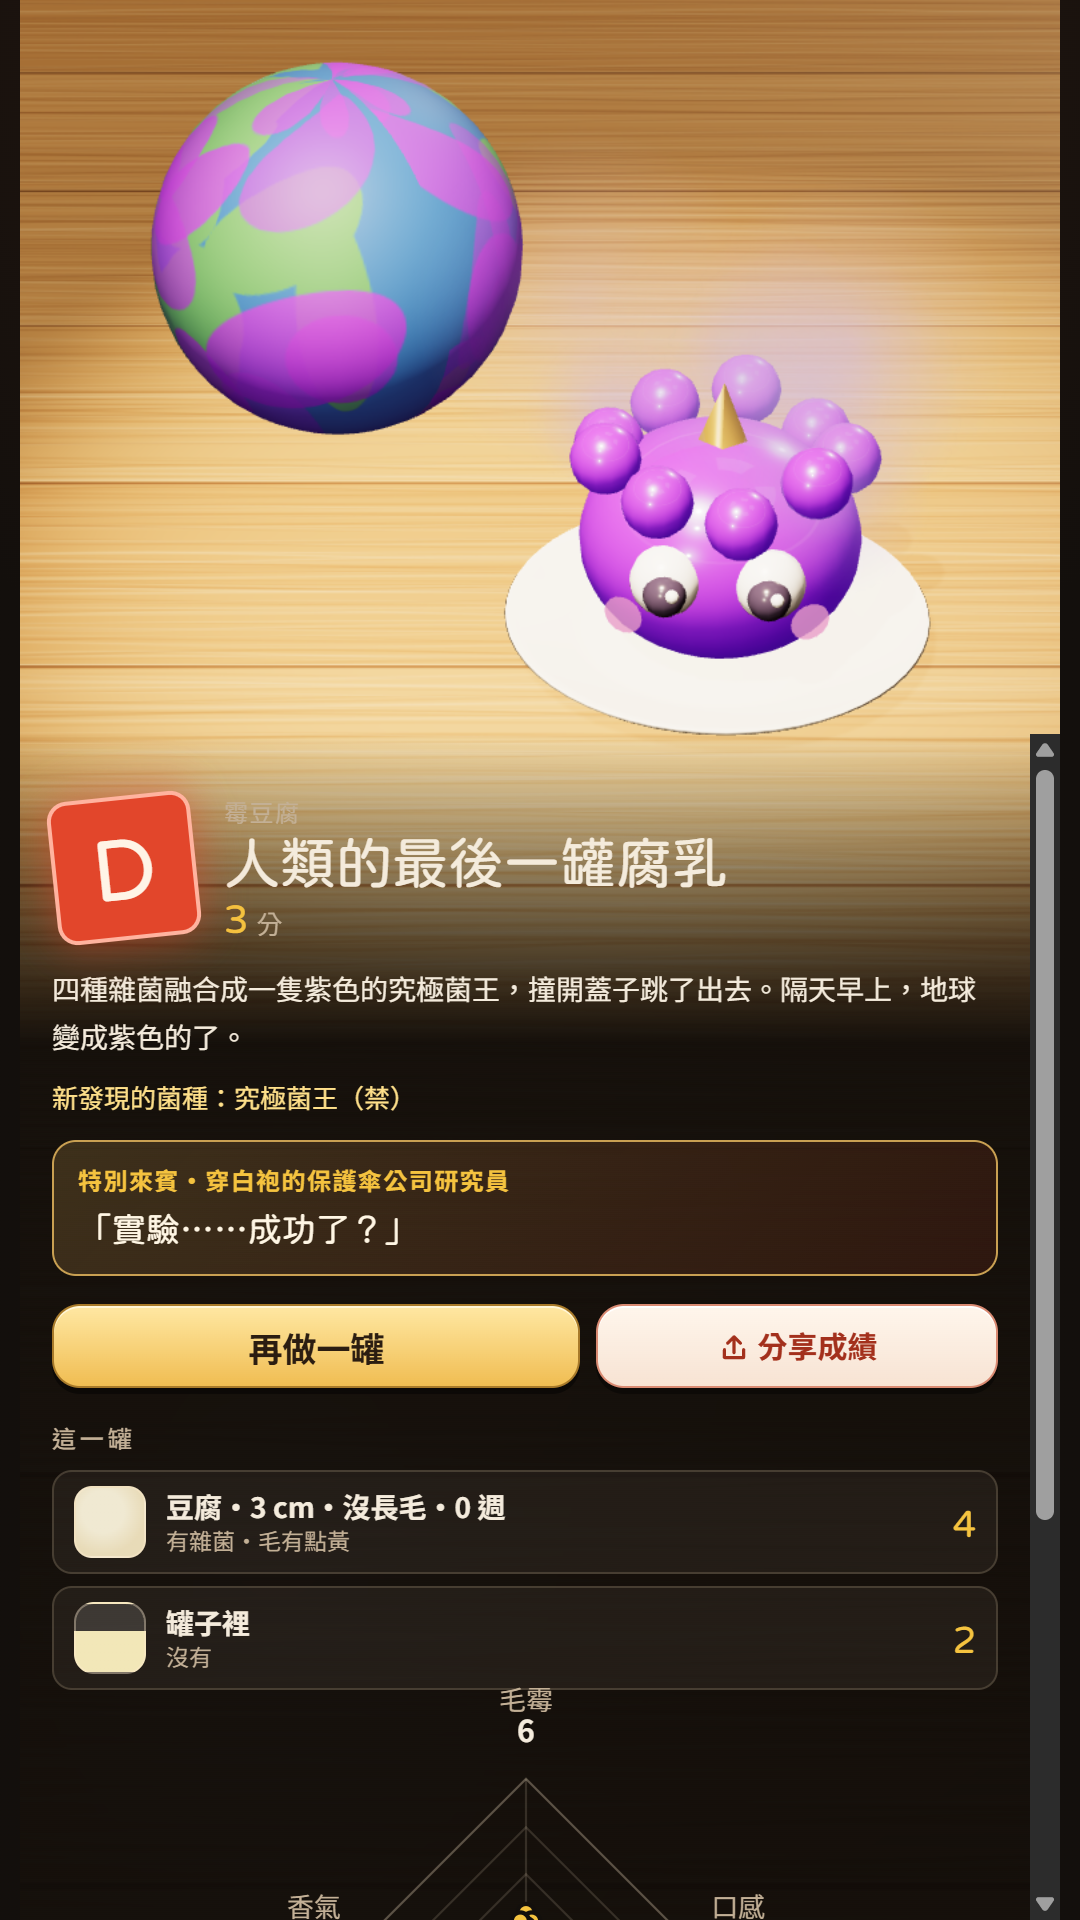 D
霉豆腐
人類的最後一罐腐乳
3 分
四種雜菌融合成一隻紫色的究極菌王，撞開蓋子跳了出去。隔天早上，地球
變成紫色的了。
新發現的菌種：究極菌王（禁）
特別來賓・穿白袍的保護傘公司研究員
「實驗……成功了？」
再做一罐
分享成績
這一罐
豆腐・3 cm・沒長毛・0 週
有雜菌・毛有點黃
4
罐子裡
沒有
2
毛霉
6
香氣
口感